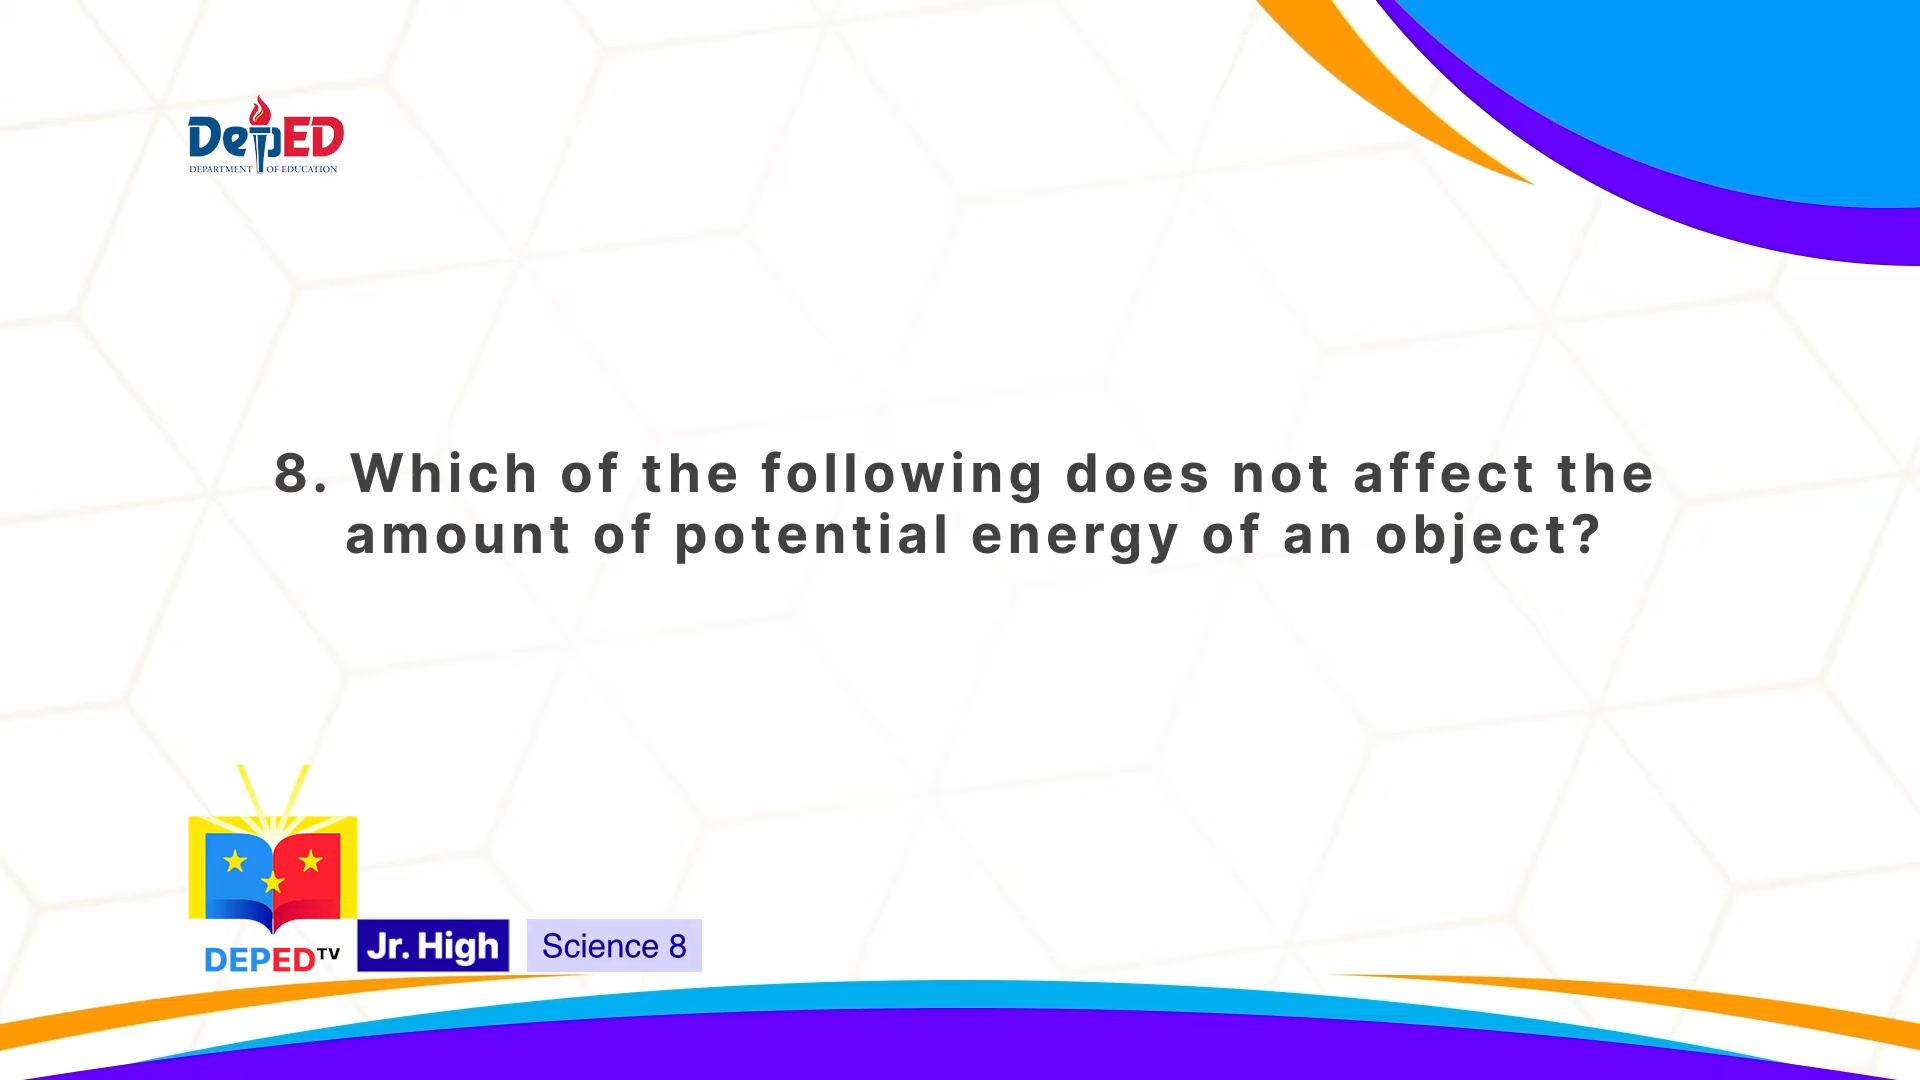 DepED
DEPARTMENT OF EDUCATION
8. Which of the following does not affect the
amount of potential energy of an object?
DEPED TV
Jr. High
Science 8